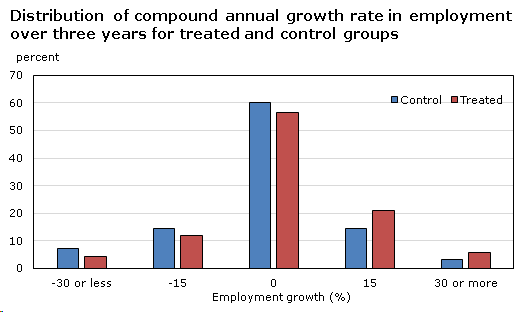 Distribution of compound annual growth rate in employment
over three years for treated and control groups
percent
70
60
50
40
30
20
10
0
Control Treated
-30 or less -15 0 15 30 or more
Employment growth (%)